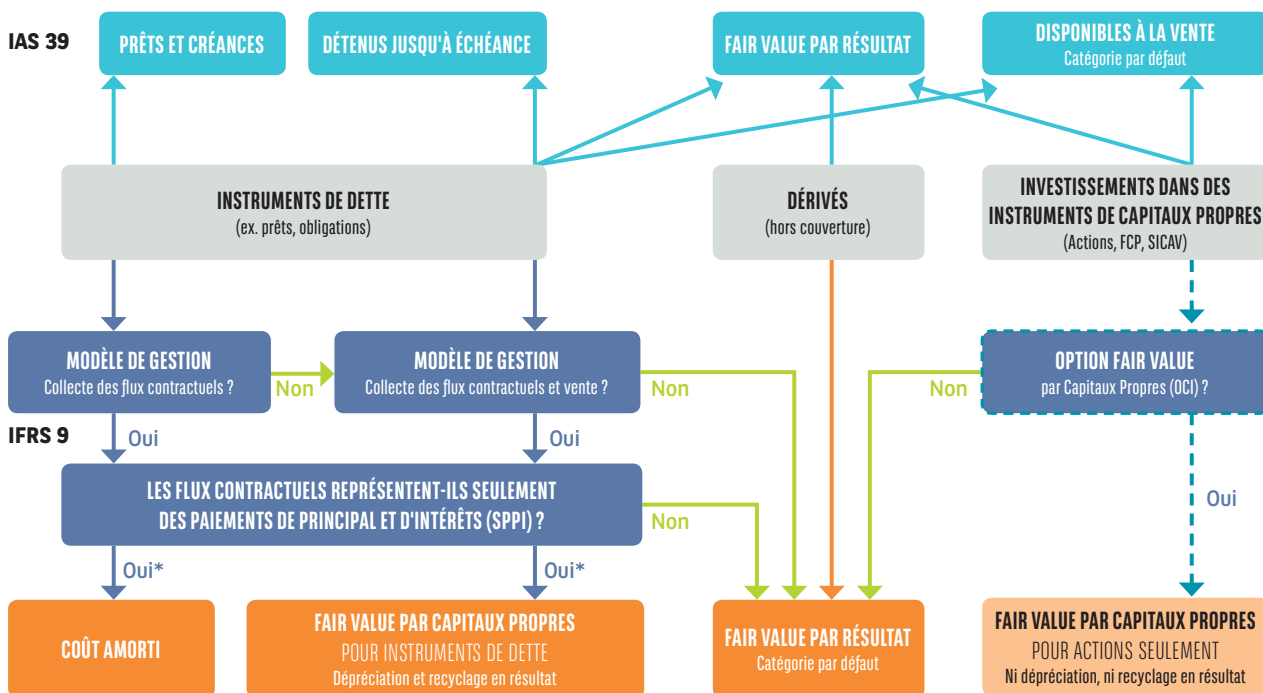 IAS 39
PRÊTS ET CRÉANCES
DÉTENUS JUSQU'À ÉCHÉANCE
FAIR VALUE PAR RÉSULTAT
DISPONIBLES À LA VENTE
Catégorie par défaut
INSTRUMENTS DE DETTE
(ex. prêts, obligations)
DÉRIVÉS
(hors couverture)
INVESTISSEMENTS DANS DES
INSTRUMENTS DE CAPITAUX PROPRES
(Actions, FCP, SICAV)
MODÈLE DE GESTION
Collecte des flux contractuels ?
Non
MODÈLE DE GESTION
Collecte des flux contractuels et vente ?
Non
Non
OPTION FAIR VALUE
par Capitaux Propres (OCI) ?
IFRS 9
Oui
Oui
LES FLUX CONTRACTUELS REPRÉSENTENT-ILS SEULEMENT
DES PAIEMENTS DE PRINCIPAL ET D'INTÉRÊTS (SPPI) ?
Non
Oui
Oui*
Oui*
COÛT AMORTI
FAIR VALUE PAR CAPITAUX PROPRES
POUR INSTRUMENTS DE DETTE
Dépréciation et recyclage en résultat
FAIR VALUE PAR RÉSULTAT
Catégorie par défaut
FAIR VALUE PAR CAPITAUX PROPRES
POUR ACTIONS SEULEMENT
Ni dépréciation, ni recyclage en résultat